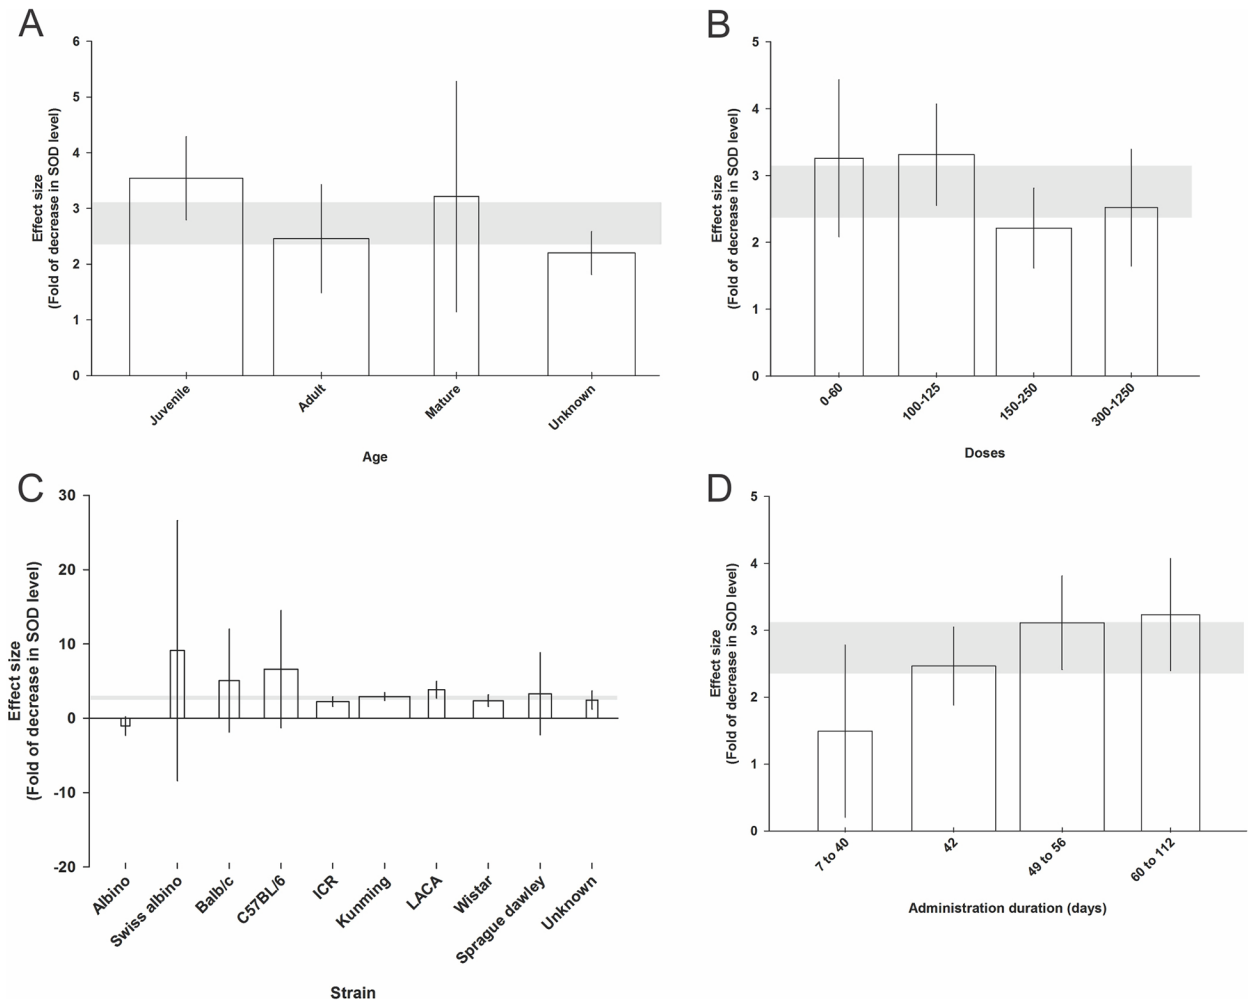 A
6
5
4
3
2
1
0
Effect size
(Fold of decrease in SOD level)
Juvenile
Adult
Mature
Unknown
Age
B
5
4
3
2
1
0
Effect size
(Fold of decrease in SOD level)
0-60
100-125
150-250
300-1250
Doses
C
30
20
10
0
-10
-20
Effect size
(Fold of decrease in SOD level)
Albino
Swiss albino
Balb/c
C57BL/6
ICR
Kunming
LACA
Wistar
Sprague dawley
Unknown
Strain
D
5
4
3
2
1
0
Effect size
(Fold of decrease in SOD level)
7 to 40
42
49 to 56
60 to 112
Administration duration (days)